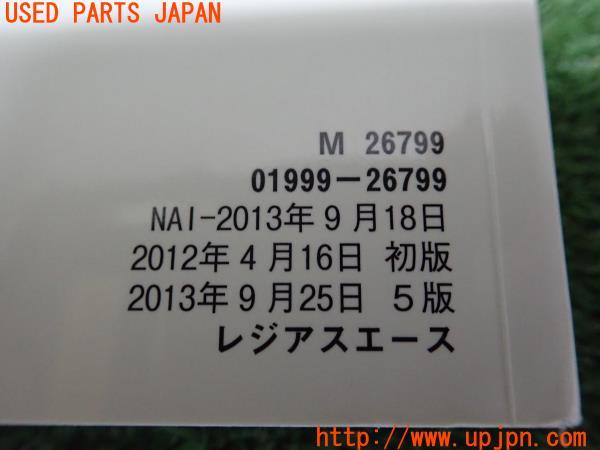 USED PARTS JAPAN
M 26799
01999-26799
NAI-2013年9月18日
2012年4月16日 初版
2013年9月25日 5版
レジアスエース
http://www.upjpn.com/